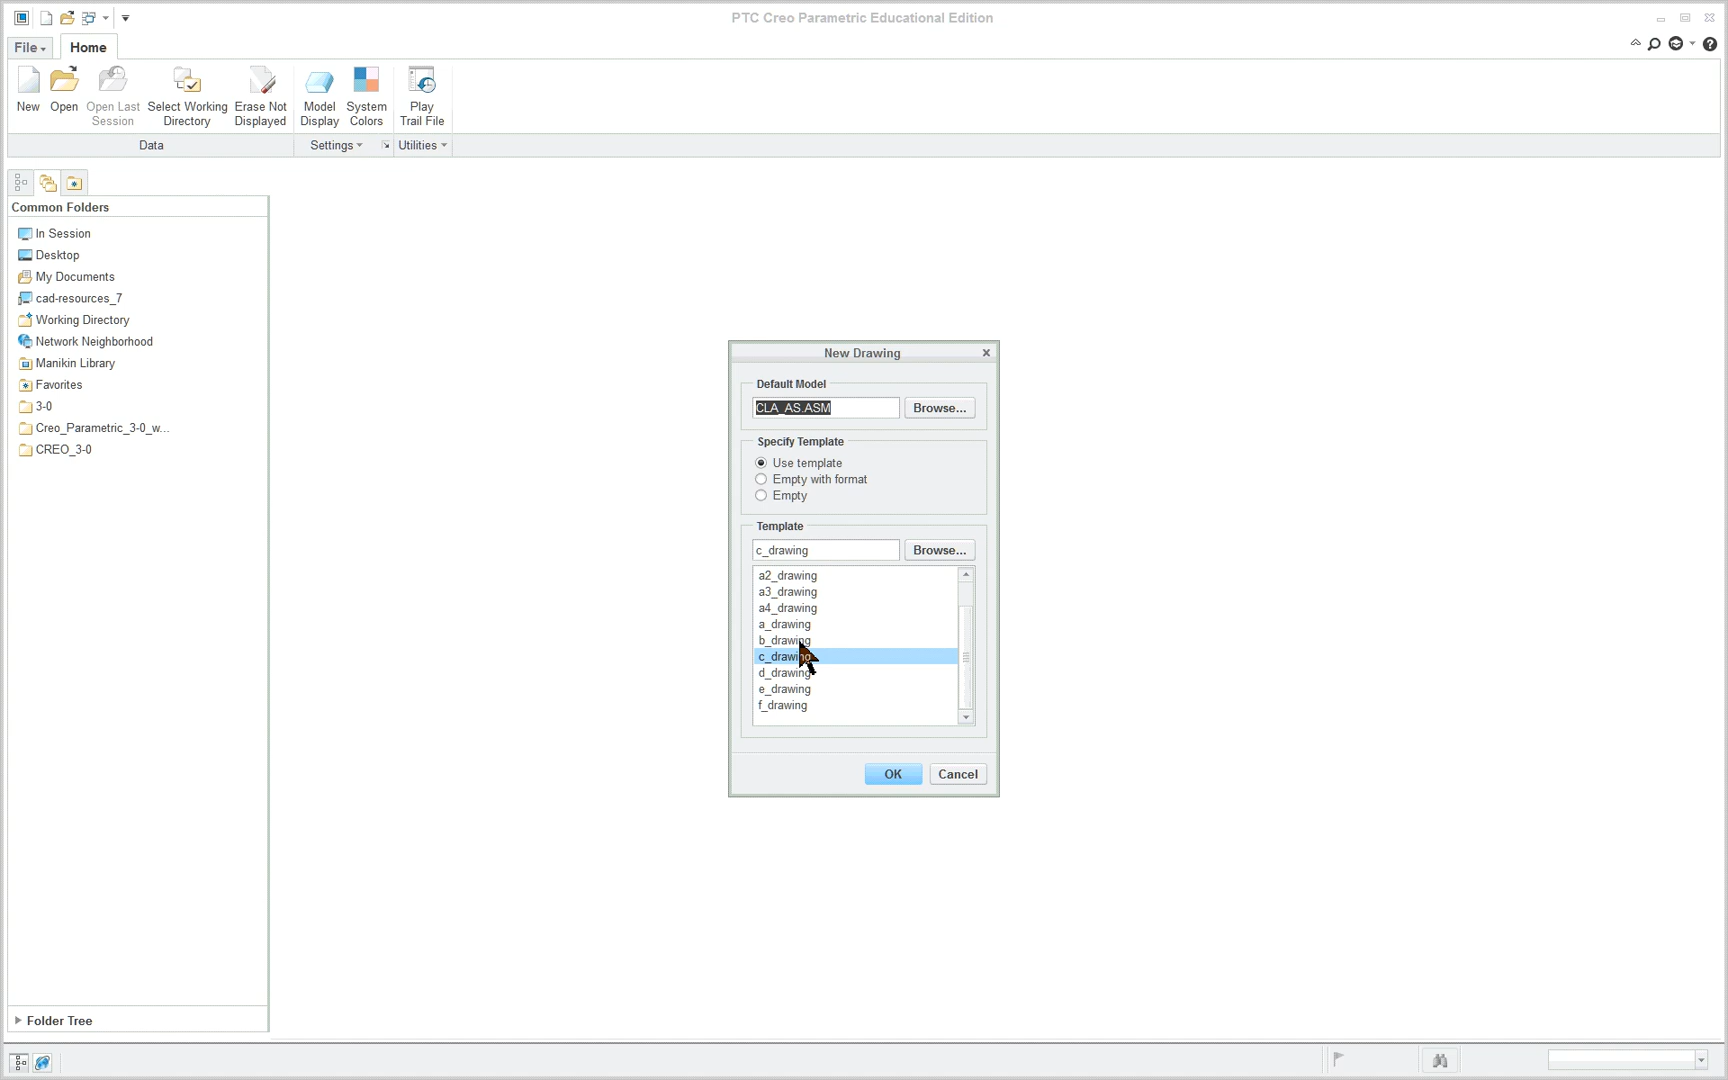 PTC Creo Parametric Educational Edition
File
Home
New
Open
Open Last Session
Select Working Directory
Erase Not Displayed
Model Display
System Colors
Play Trail File
Data
Settings
Utilities
Common Folders
In Session
Desktop
My Documents
cad-resources_7
Working Directory
Network Neighborhood
Manikin Library
Favorites
3-0
Creo_Parametric_3-0_w...
CREO_3-0
Folder Tree
New Drawing
Default Model
CLA_AS.ASM
Browse...
Specify Template
Use template
Empty with format
Empty
Template
c_drawing
Browse...
a2_drawing
a3_drawing
a4_drawing
a_drawing
b_drawing
c_drawing
d_drawing
e_drawing
f_drawing
OK
Cancel